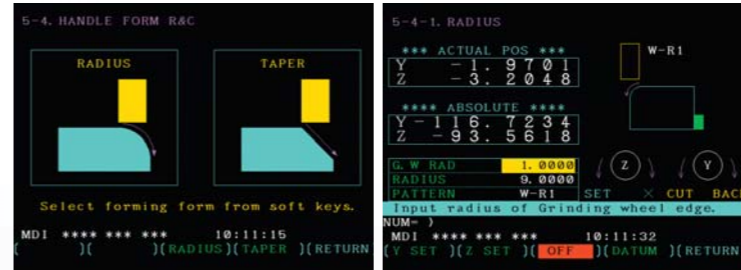 5-4. HANDLE FORM R&C
RADIUS
TAPER
Select forming form from soft keys.
MDI **** *** *** 10:11:15
( )( )(RADIUS)(TAPER )(RETURN
5-4-1. RADIUS
*** ACTUAL POS ***
Y - 1. 9701
Z - 3. 2048
W-R1
**** ABSOLUTE ****
Y - 116. 7234
Z - 93. 5618
G.W RAD 1.0000
RADIUS 9.0000
PATTERN W-R1
Z Y
SET × CUT BAC
Input radius of Grinding wheel edge.
NUM= )
MDI **** *** *** 10:11:32
(Y SET )(Z SET )( OFF )(DATUM )(RETURN